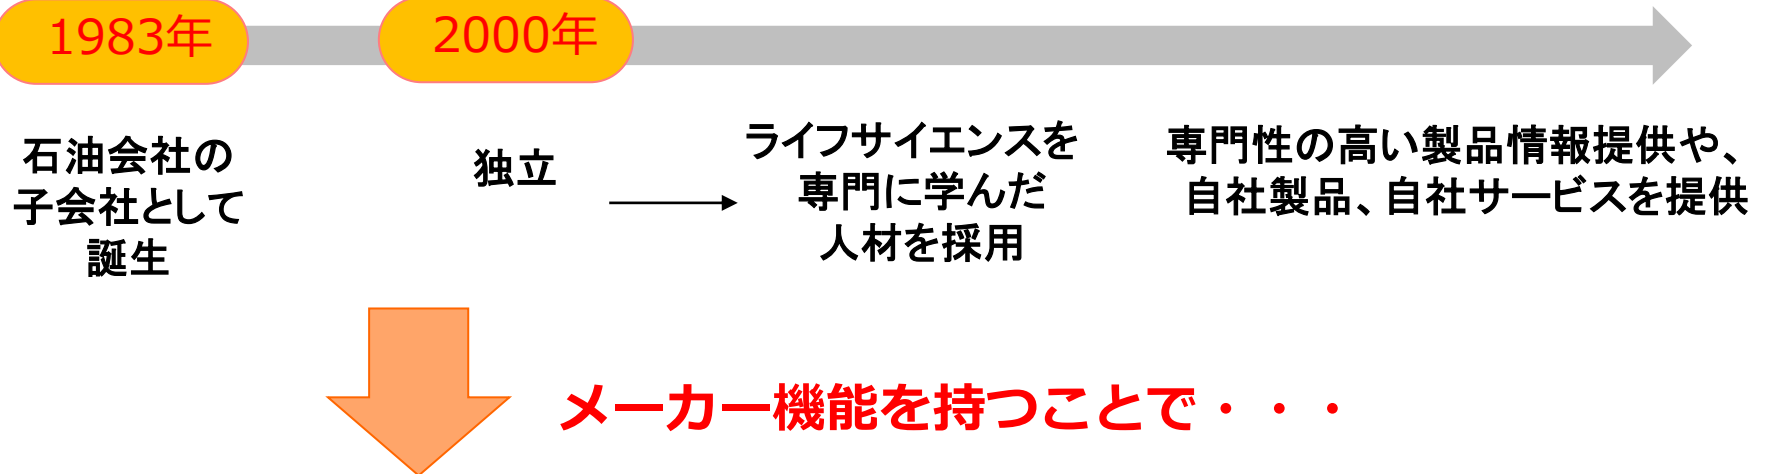 1983年
2000年
石油会社の
子会社として
誕生
独立
ライフサイエンスを
専門に学んだ
人材を採用
専門性の高い製品情報提供や、
自社製品、自社サービスを提供
メーカー機能を持つことで・・・